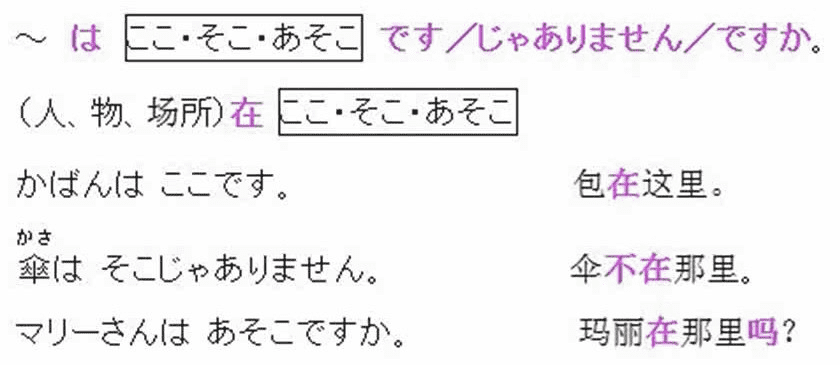 ～ は ここ・そこ・あそこ です／じゃありません／ですか。
（人、物、场所）在 ここ・そこ・あそこ
かばんは ここです。 包在这里。
かさ
傘は そこじゃありません。 伞不在那里。
マリーさんは あそこですか。 玛丽在那里吗？